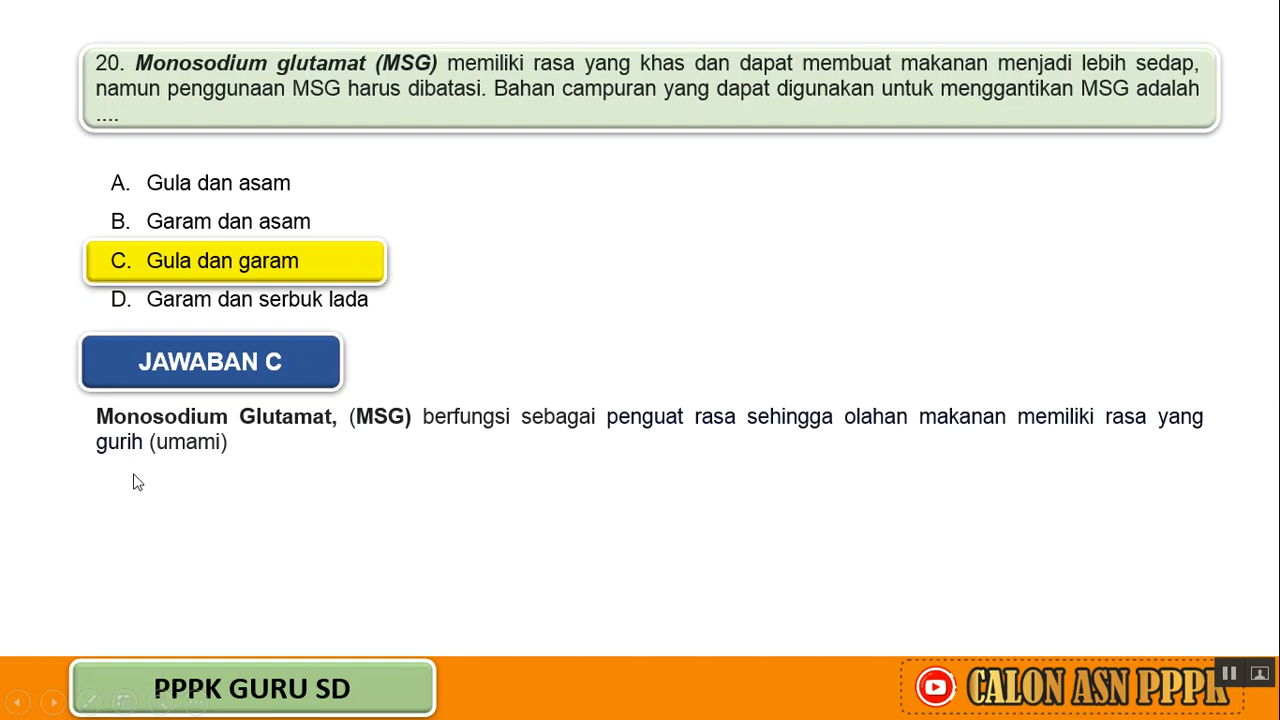 20. Monosodium glutamat (MSG) memiliki rasa yang khas dan dapat membuat makanan menjadi lebih sedap,
namun penggunaan MSG harus dibatasi. Bahan campuran yang dapat digunakan untuk menggantikan MSG adalah
....
A. Gula dan asam
B. Garam dan asam
C. Gula dan garam
D. Garam dan serbuk lada
JAWABAN C
Monosodium Glutamat, (MSG) berfungsi sebagai penguat rasa sehingga olahan makanan memiliki rasa yang
gurih (umami)
PPPK GURU SD
CALON ASN PPPK